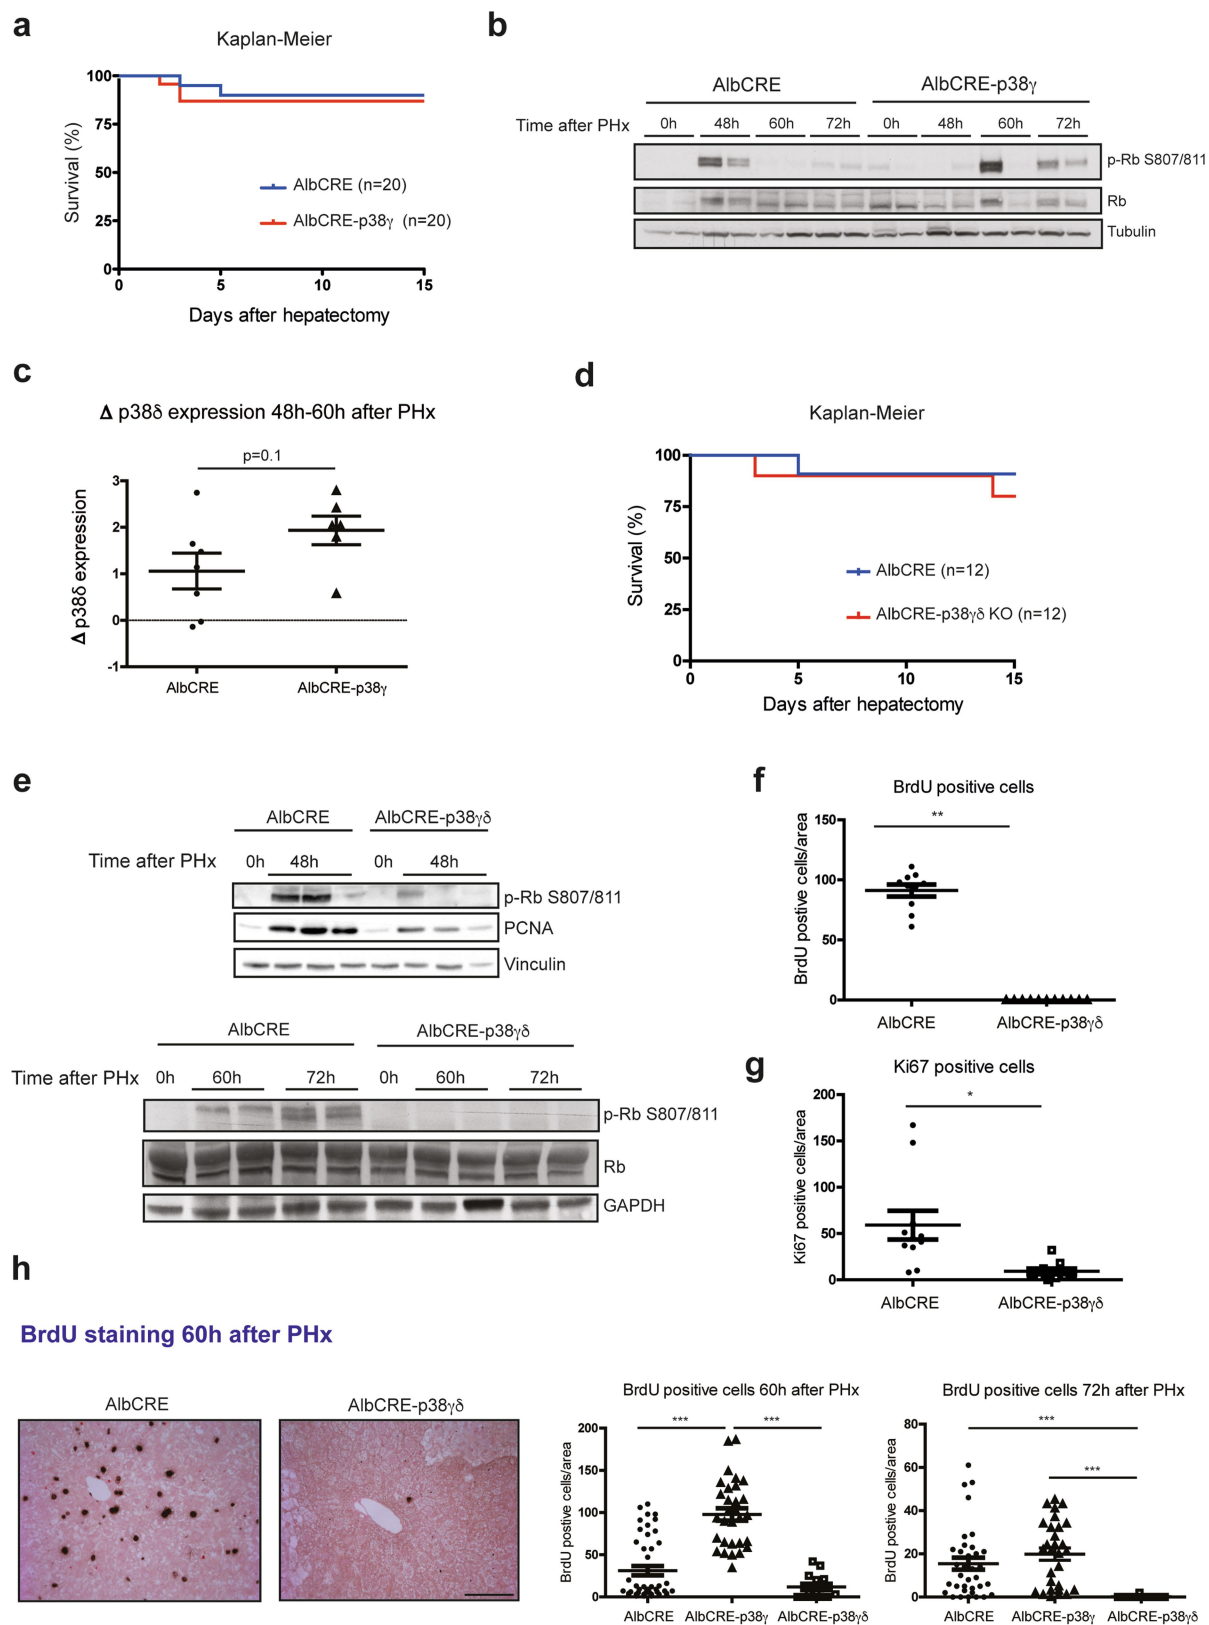 a
Kaplan-Meier
Survival (%)
100
75
50
25
0
AlbCRE (n=20)
AlbCRE-p38γ (n=20)
0 5 10 15
Days after hepatectomy
b
AlbCRE AlbCRE-p38γ
Time after PHx 0h 48h 60h 72h 0h 48h 60h 72h
p-Rb S807/811
Rb
Tubulin
c
Δ p38δ expression 48h-60h after PHx
p=0.1
Δ p38δ expression
3
2
1
0
-1
AlbCRE AlbCRE-p38γ
d
Kaplan-Meier
Survival (%)
100
75
50
25
0
AlbCRE (n=12)
AlbCRE-p38γδ KO (n=12)
0 5 10 15
Days after hepatectomy
e
AlbCRE AlbCRE-p38γδ
Time after PHx 0h 48h 0h 48h
p-Rb S807/811
PCNA
Vinculin
AlbCRE AlbCRE-p38γδ
Time after PHx 0h 60h 72h 0h 60h 72h
p-Rb S807/811
Rb
GAPDH
f
BrdU positive cells
**
BrdU postive cells/area
150
100
50
0
AlbCRE AlbCRE-p38γδ
g
Ki67 positive cells
*
Ki67 positive cells/area
200
150
100
50
0
AlbCRE AlbCRE-p38γδ
h
BrdU staining 60h after PHx
AlbCRE AlbCRE-p38γδ
BrdU positive cells 60h after PHx
*** ***
BrdU postive cells/area
200
150
100
50
0
AlbCRE AlbCRE-p38γ AlbCRE-p38γδ
BrdU positive cells 72h after PHx
***
***
BrdU postive cells/area
80
60
40
20
0
AlbCRE AlbCRE-p38γ AlbCRE-p38γδ